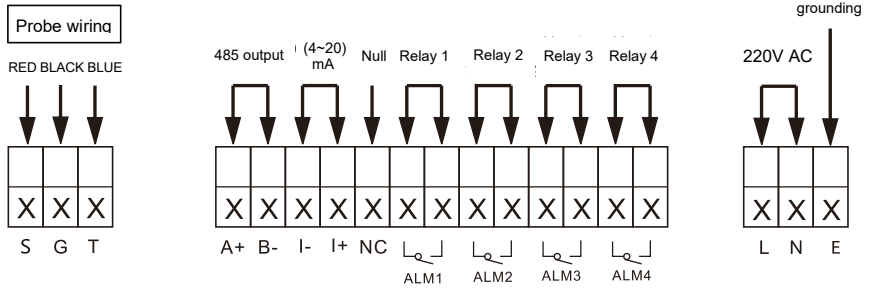 grounding
Probe wiring
485 output (4~20) mA Null Relay 1 Relay 2 Relay 3 Relay 4 220V AC
RED BLACK BLUE
X X X X X X X X X X X X X X X X X X X
S G T A+ B- I- I+ NC L N E
ALM1 ALM2 ALM3 ALM4